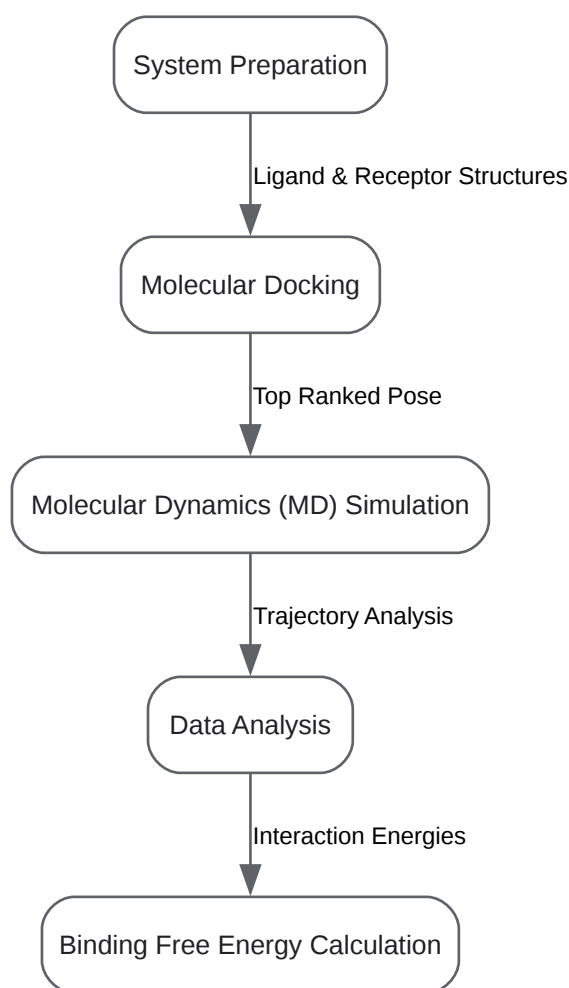 System Preparation
Ligand & Receptor Structures
Molecular Docking
Top Ranked Pose
Molecular Dynamics (MD) Simulation
Trajectory Analysis
Data Analysis
Interaction Energies
Binding Free Energy Calculation